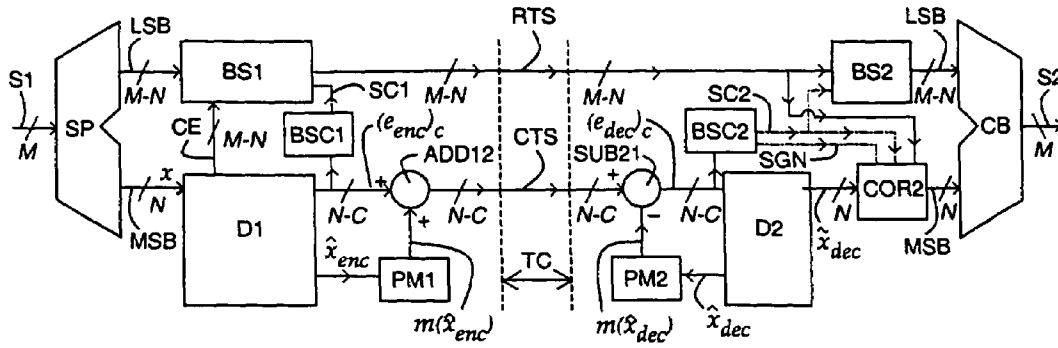 LSB
RTS
LSB
S1
BS1
BS2
S2
M-N
SC1
M-N
M-N
SC2
M-N
M
SP
CE
M-N
BSC1
(e_enc)_c
ADD12
CTS
(e_dec)_c
SUB21
BSC2
SGN
CB
M
x
+
+
-
N
N-C
N-C
N-C
N-C
N
COR2
N
MSB
D1
+
D2
x̃_dec
MSB
x̂_enc
PM1
TC
PM2
m(x̂_enc)
m(x̂_dec)
x̂_dec